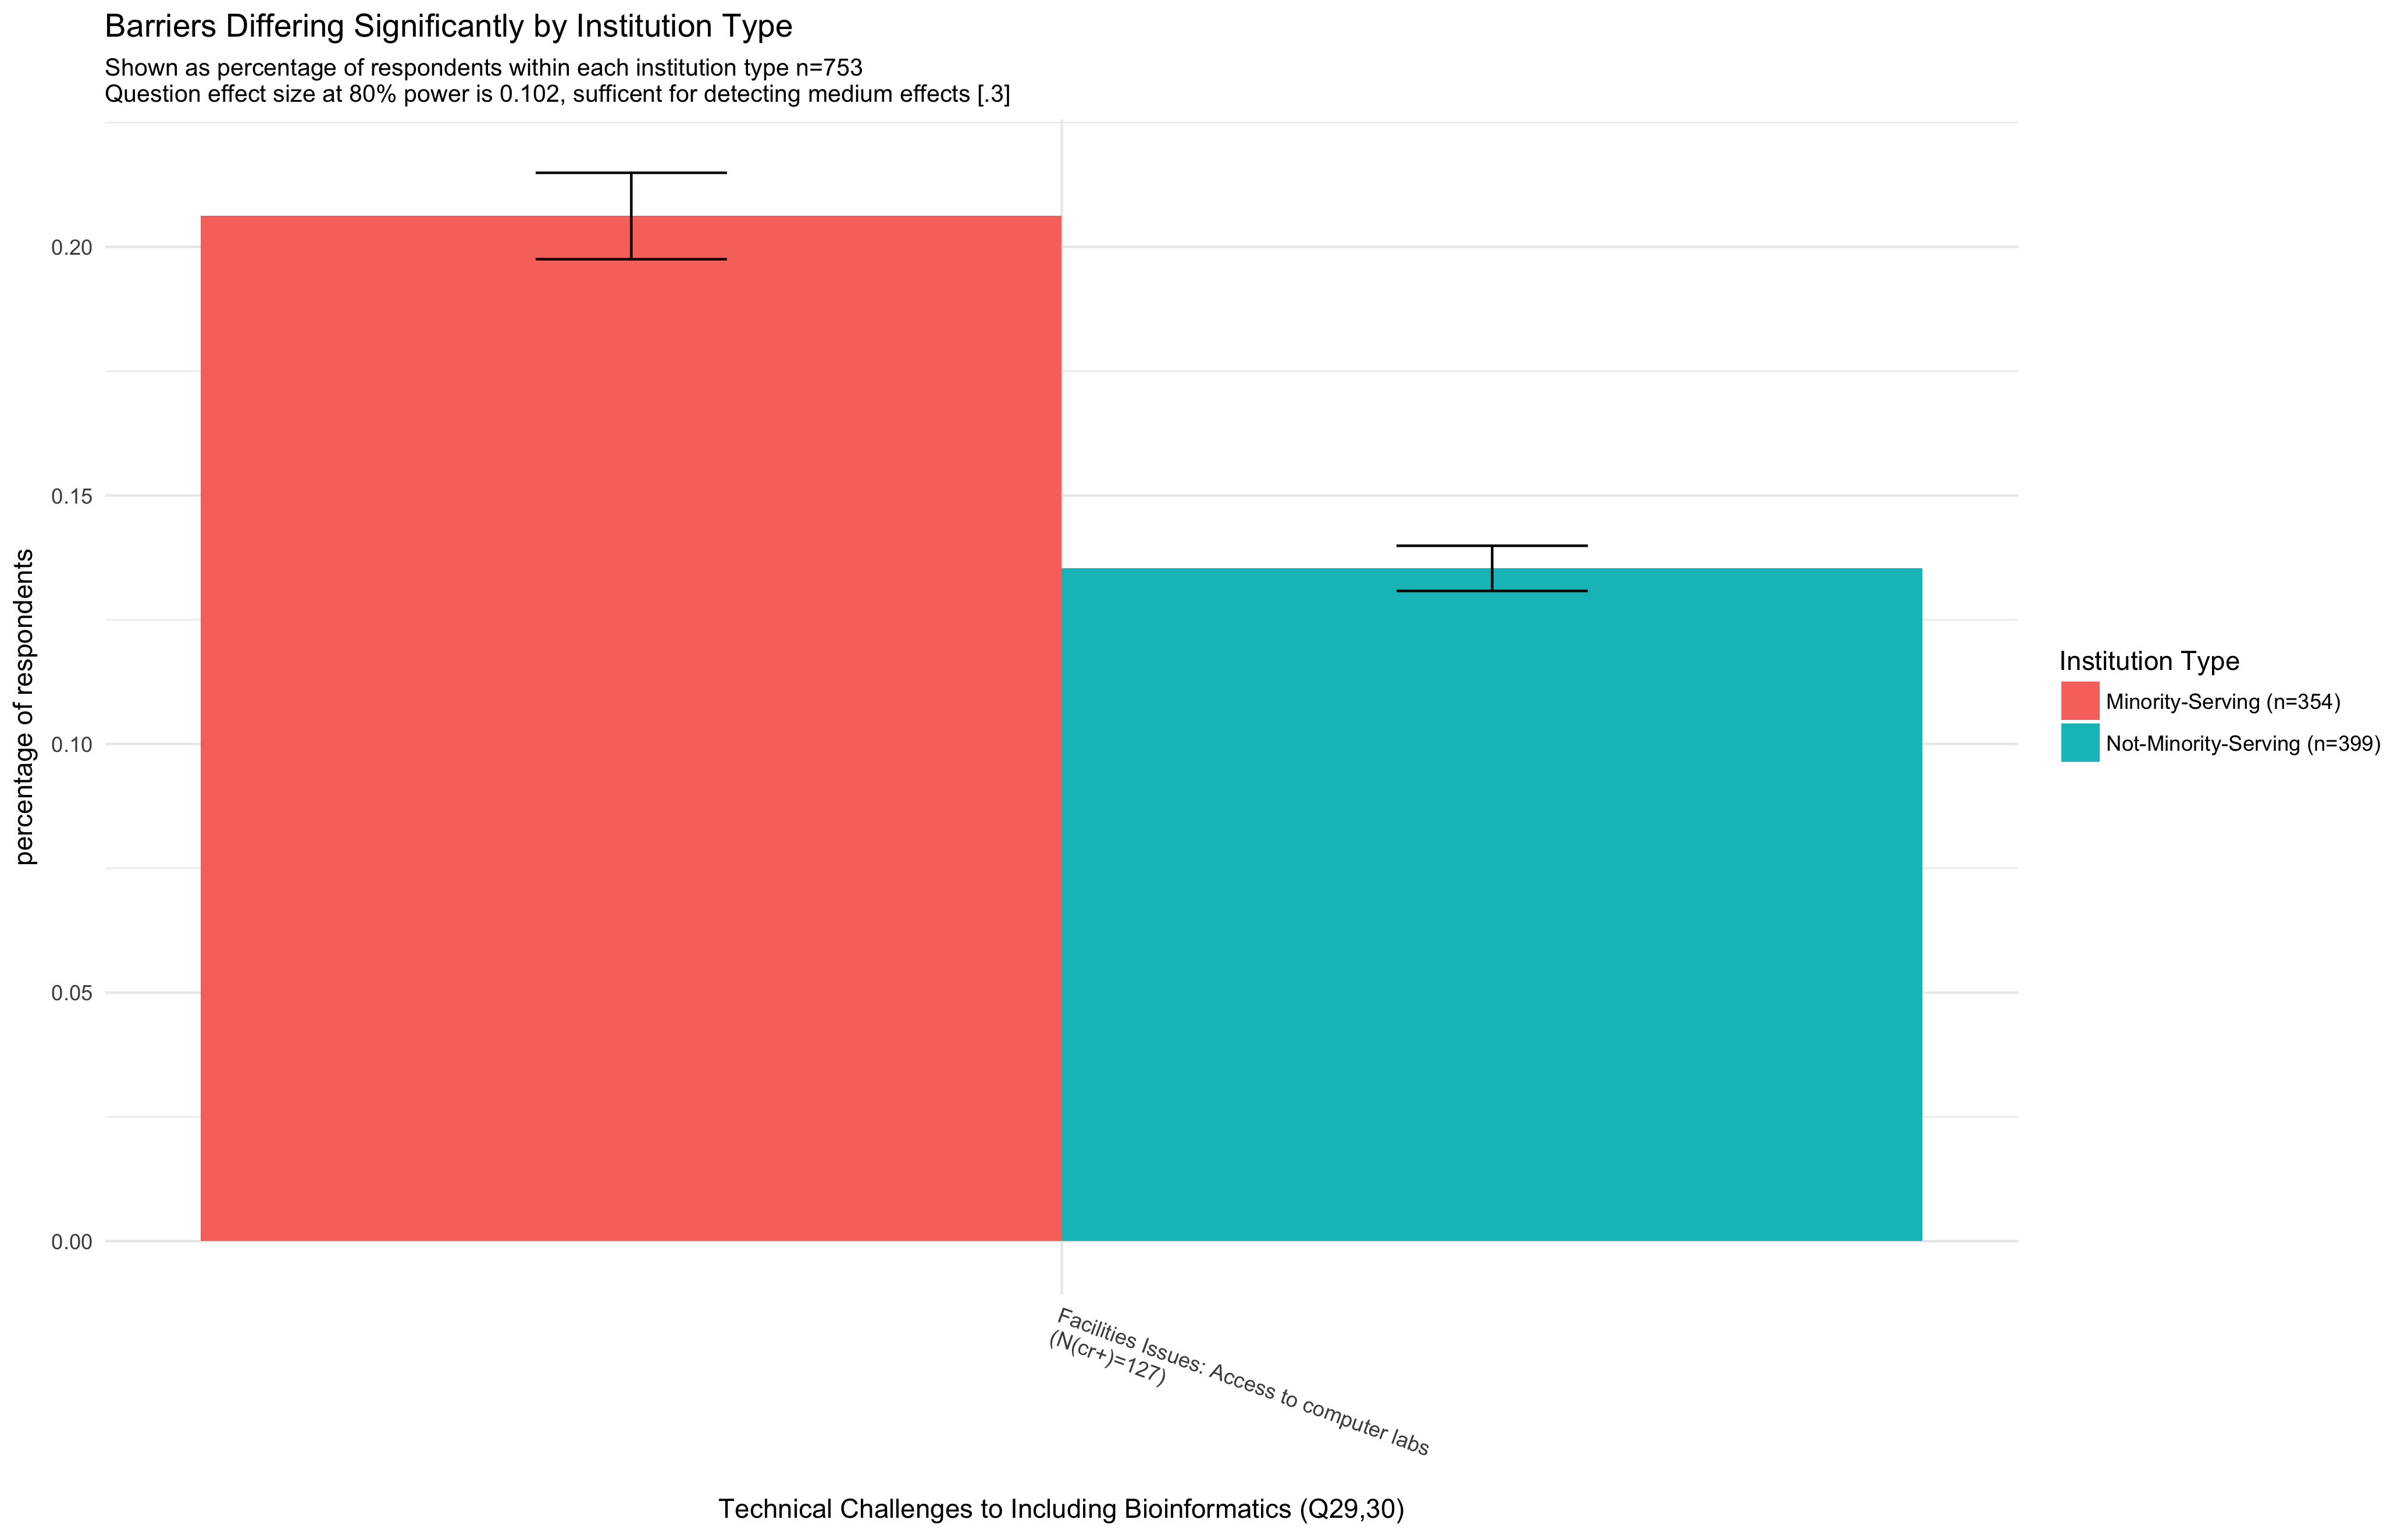 Barriers Differing Significantly by Institution Type
Shown as percentage of respondents within each institution type n=753
Question effect size at 80% power is 0.102, sufficent for detecting medium effects [.3]
percentage of respondents
0.20
0.15
0.10
0.05
0.00
Institution Type
Minority-Serving (n=354)
Not-Minority-Serving (n=399)
Facilities Issues: Access to computer labs
(N(cr+)=127)
Technical Challenges to Including Bioinformatics (Q29,30)